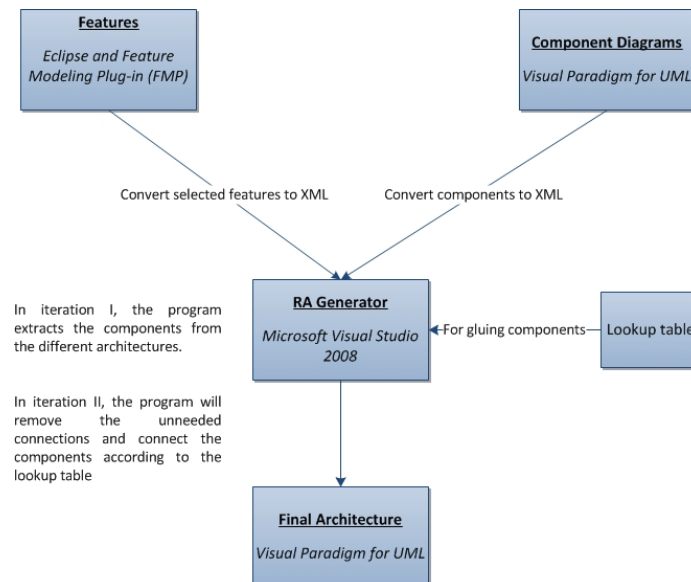 Features
Eclipse and Feature
Modeling Plug-in (FMP)
Component Diagrams
Visual Paradigm for UML
Convert selected features to XML
Convert components to XML
In iteration I, the program
extracts the components from
the different architectures.
RA Generator
Microsoft Visual Studio
2008
For gluing components
Lookup table
In iteration II, the program will
remove the unneeded
connections and connect the
components according to the
lookup table
Final Architecture
Visual Paradigm for UML